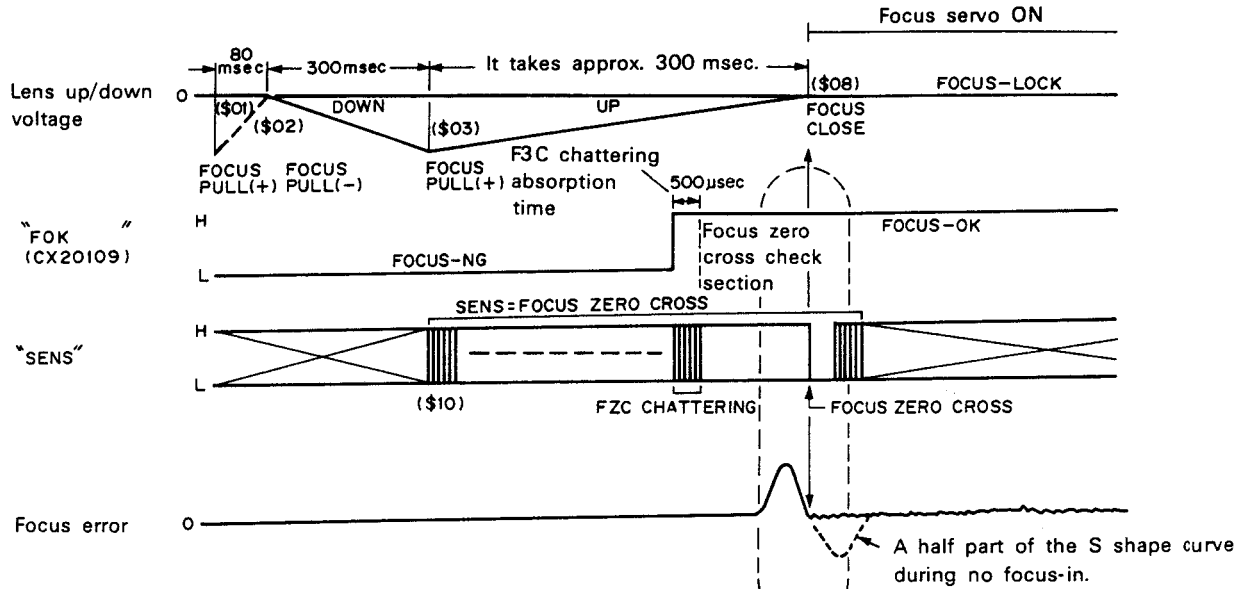 Focus servo ON
80
msec
300msec
It takes approx. 300 msec.
Lens up/down
voltage
0
($01)
($02)
DOWN
($03)
UP
($08)
FOCUS
CLOSE
FOCUS-LOCK
FOCUS
PULL(+)
FOCUS
PULL(-)
FOCUS
PULL(+)
F3C chattering
absorption
time
500μsec
"FOK "
(CX20109)
H
L
FOCUS-NG
Focus zero
cross check
section
FOCUS-OK
SENS=FOCUS ZERO CROSS
"SENS"
H
L
($10)
FZC CHATTERING
FOCUS ZERO CROSS
Focus error
0
A half part of the S shape curve
during no focus-in.